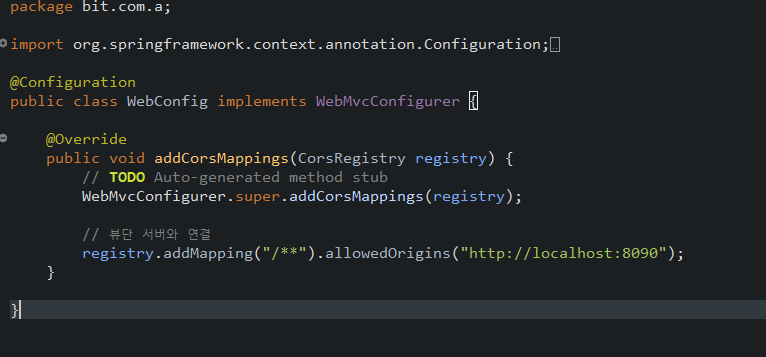 package bit.com.a;
import org.springframework.context.annotation.Configuration;
@Configuration
public class WebConfig implements WebMvcConfigurer {
@Override
public void addCorsMappings(CorsRegistry registry) {
// TODO Auto-generated method stub
WebMvcConfigurer.super.addCorsMappings(registry);
// 뷰단 서버와 연결
registry.addMapping("/**").allowedOrigins("http://localhost:8090");
}
}